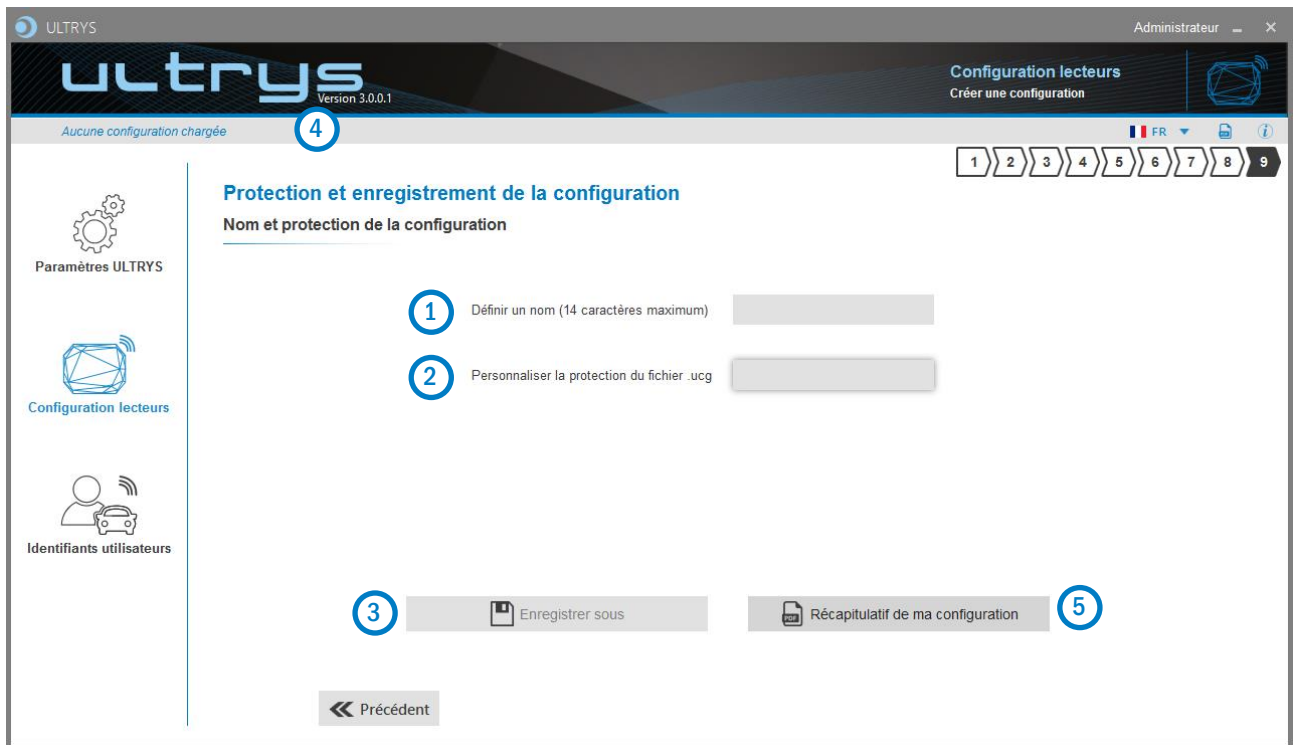 ULTRYS
Administrateur
ultrys
Version 3.0.0.1
Configuration lecteurs
Créer une configuration
Aucune configuration chargée
4
FR
1 2 3 4 5 6 7 8 9
Protection et enregistrement de la configuration
Nom et protection de la configuration
Paramètres ULTRYS
1 Définir un nom (14 caractères maximum)
2 Personnaliser la protection du fichier .ucg
Configuration lecteurs
Identifiants utilisateurs
3 Enregistrer sous
PDF Récapitulatif de ma configuration 5
Précédent